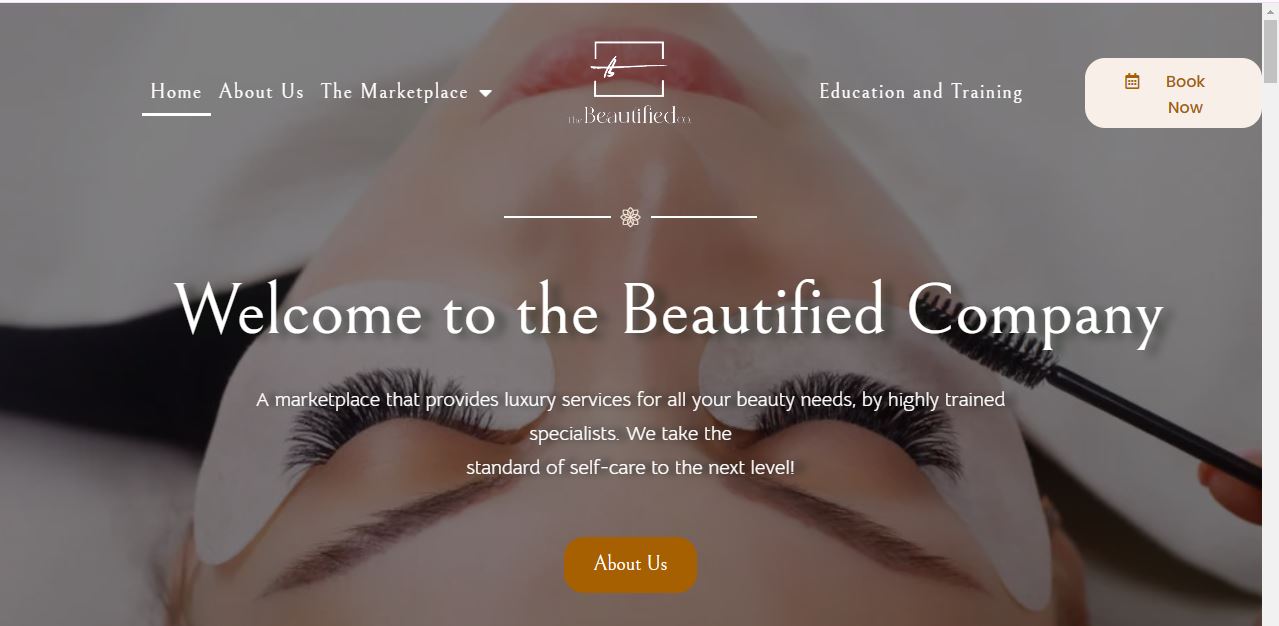 Home About Us The Marketplace
B
the Beautified co.
Education and Training
Book
Now
Welcome to the Beautified Company
A marketplace that provides luxury services for all your beauty needs, by highly trained
specialists. We take the
standard of self-care to the next level!
About Us